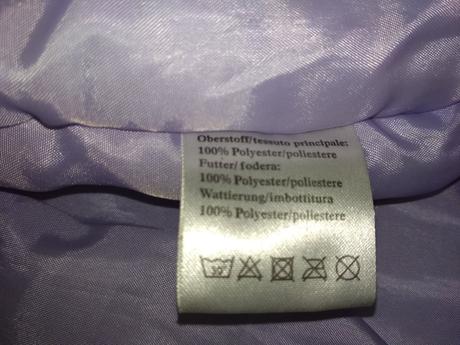 Oberstoff/tessuto principale:
100% Polyester/poliestere
Futter/fodera:
100% Polyester/poliestere
Wattierung/imbottitura
100% Polyester/poliestere
30°